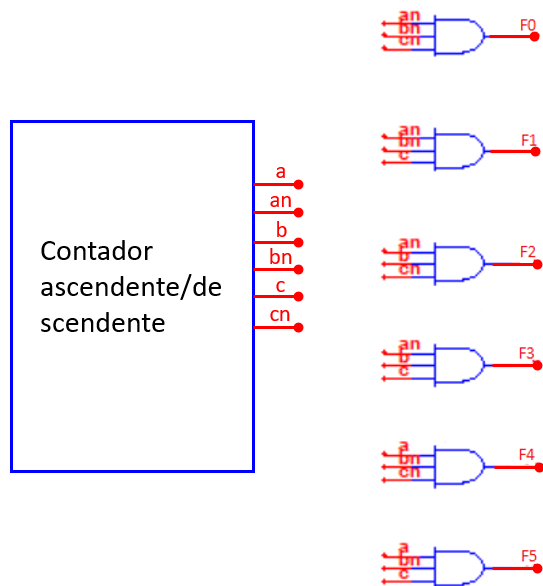 an
bn
cn
F0
an
bn
c
F1
a
an
b
bn
c
cn
Contador
ascendente/de
scendente
an
b
cn
F2
an
b
c
F3
a
bn
cn
F4
a
bn
c
F5